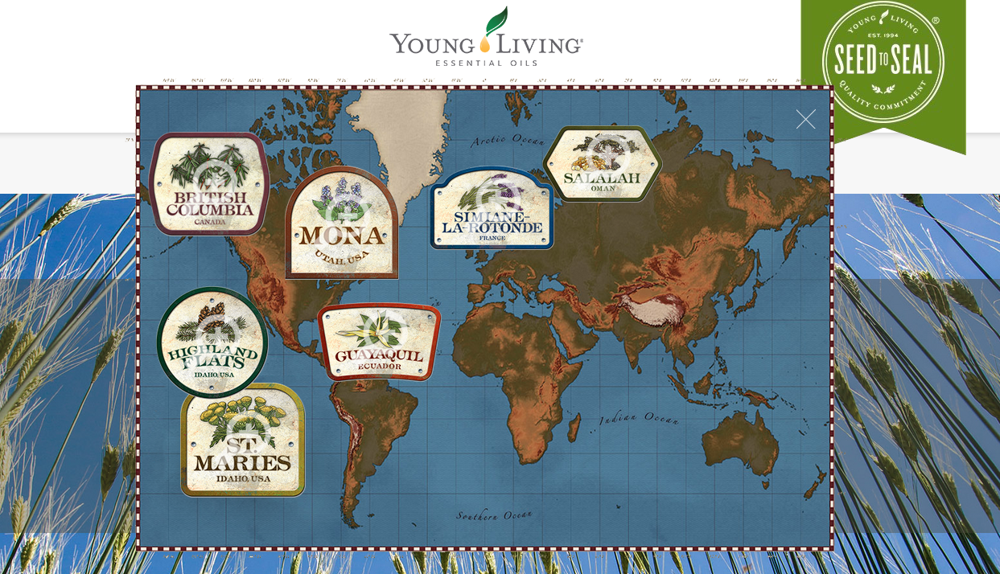 YOUNG LIVING®
ESSENTIAL OILS
YOUNG LIVING®
EST. 1994
SEED TO SEAL
QUALITY COMMITMENT
Arctic Ocean
BRITISH
COLUMBIA
CANADA
MONA
UTAH, USA
SIMIANE-
LA-ROTONDE
FRANCE
SALALAH
OMAN
HIGHLAND
FLATS
IDAHO, USA
GUAYAQUIL
ECUADOR
ST.
MARIES
IDAHO, USA
Indian Ocean
Southern Ocean